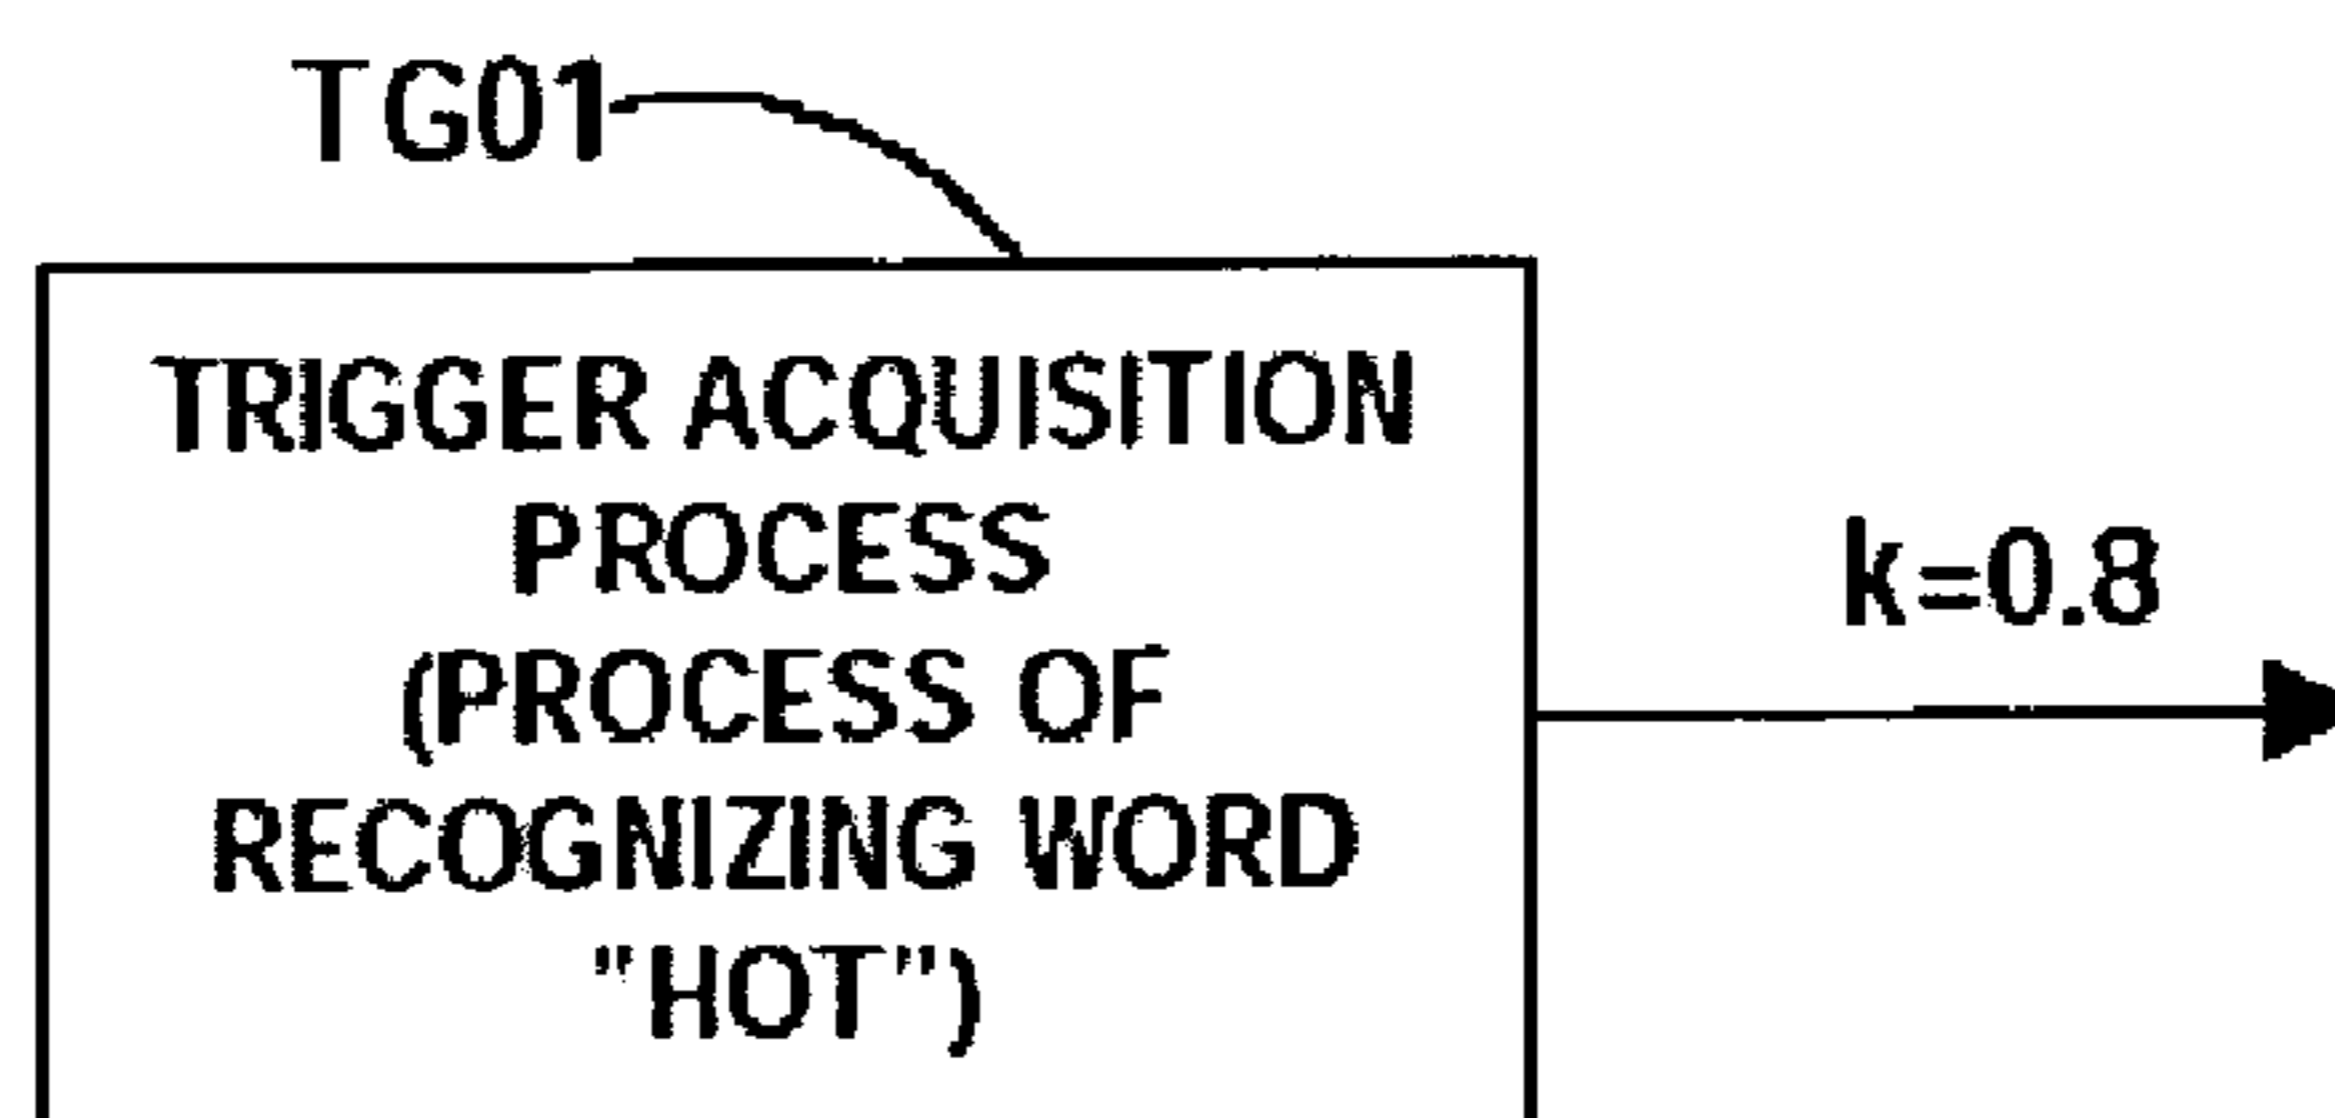 TG01
TRIGGER ACQUISITION
PROCESS
(PROCESS OF
RECOGNIZING WORD
"HOT")
k=0.8